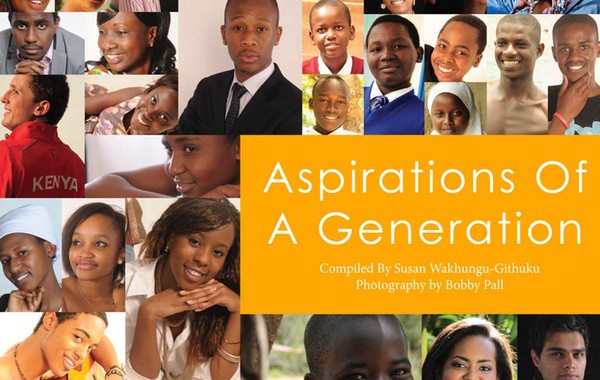 KENYA
Aspirations Of
A Generation
Compiled By Susan Wakhungu-Githuku
Photography by Bobby Pall